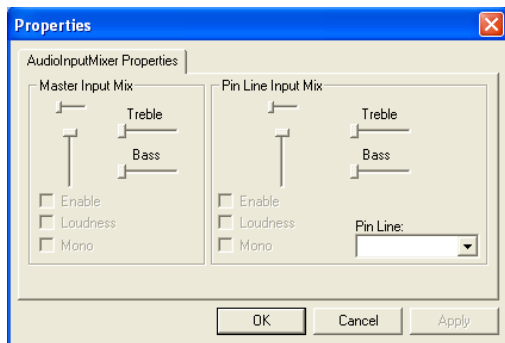 Properties
AudioInputMixer Properties
Master Input Mix
Treble
Bass
Enable
Loudness
Mono
Pin Line Input Mix
Treble
Bass
Enable
Loudness
Mono
Pin Line:
OK
Cancel
Apply